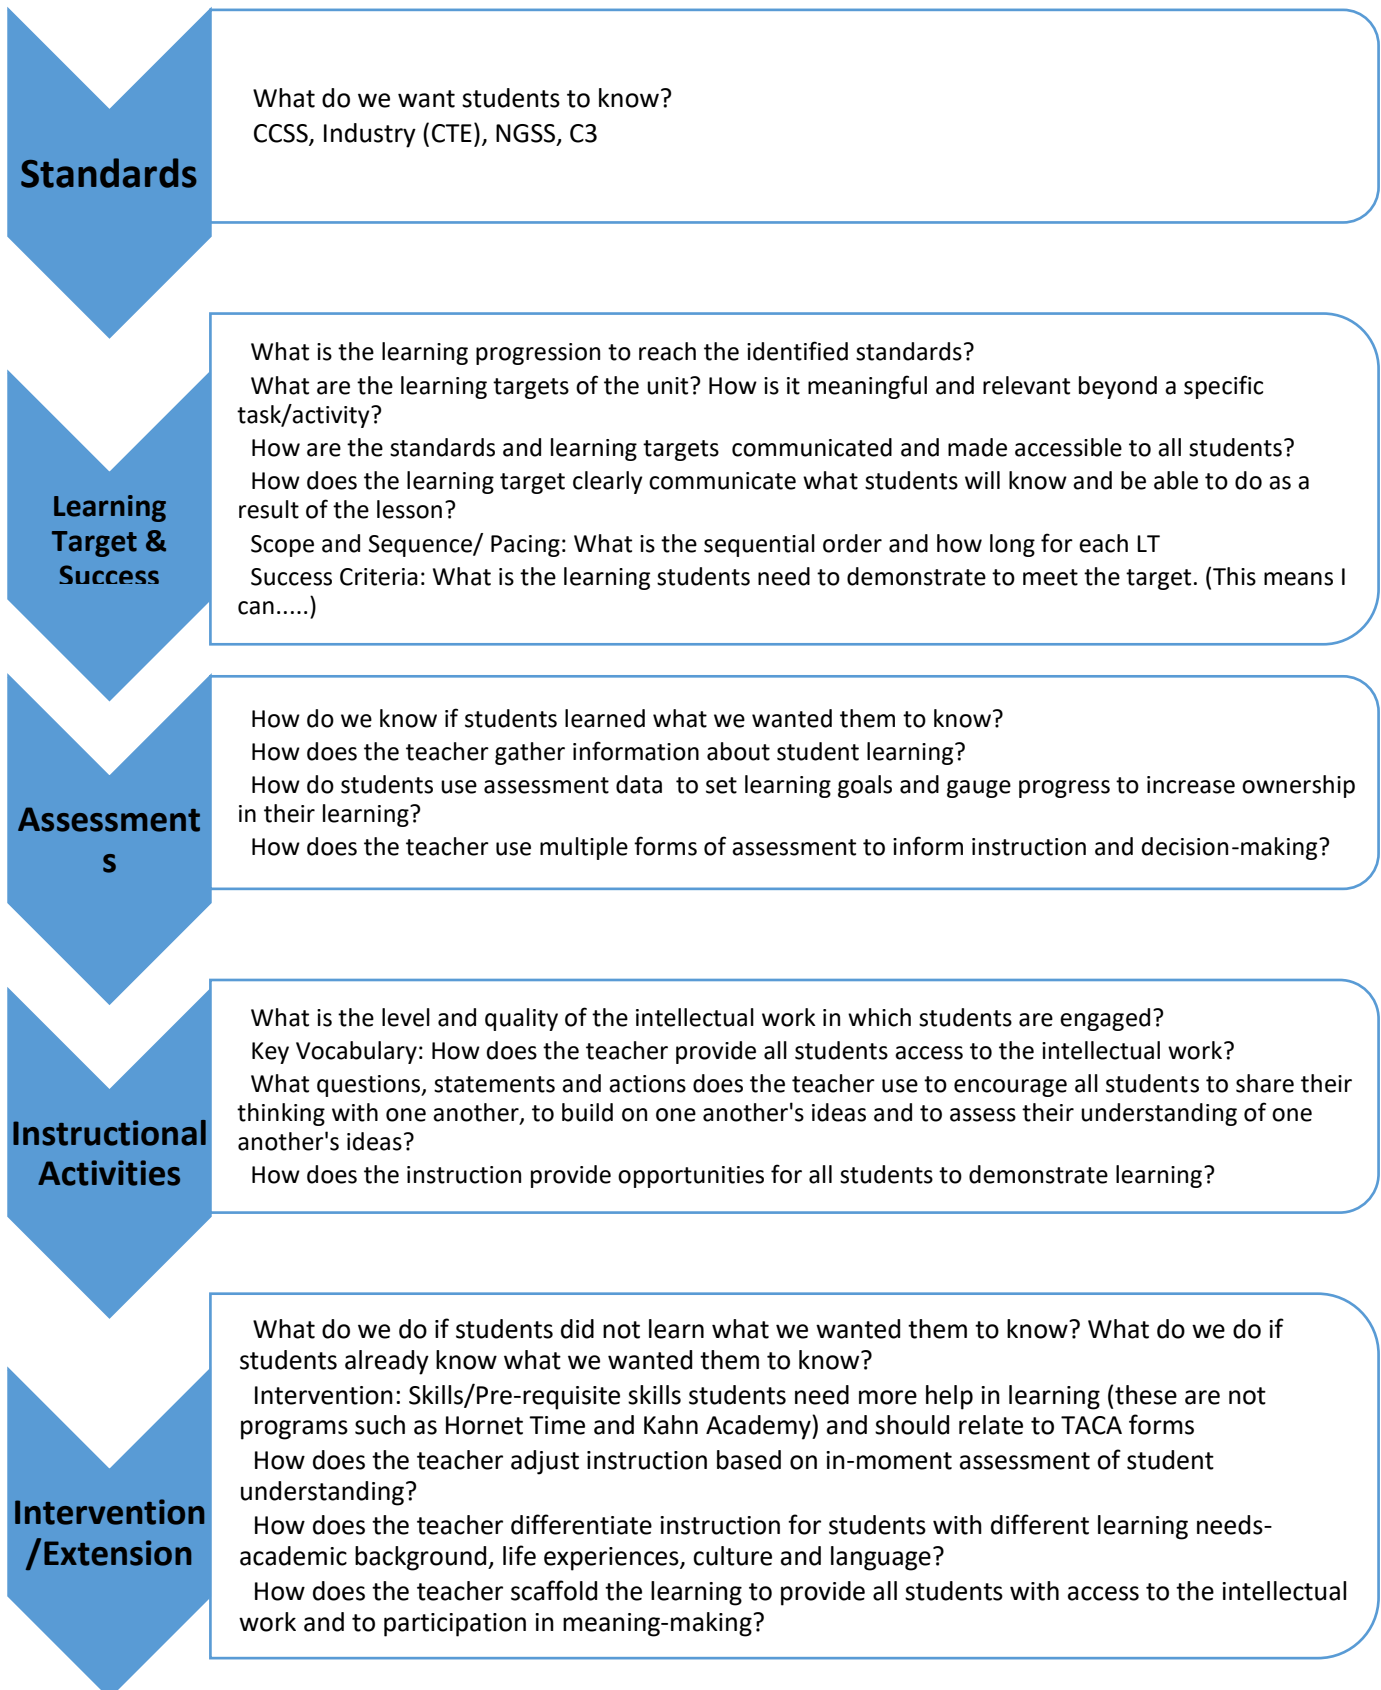 Standards
What do we want students to know?
CCSS, Industry (CTE), NGSS, C3
Learning
Target &
Success
What is the learning progression to reach the identified standards?
What are the learning targets of the unit? How is it meaningful and relevant beyond a specific
task/activity?
How are the standards and learning targets  communicated and made accessible to all students?
How does the learning target clearly communicate what students will know and be able to do as a
result of the lesson?
Scope and Sequence/ Pacing: What is the sequential order and how long for each LT
Success Criteria: What is the learning students need to demonstrate to meet the target. (This means I
can.....)
Assessment
s
How do we know if students learned what we wanted them to know?
How does the teacher gather information about student learning?
How do students use assessment data  to set learning goals and gauge progress to increase ownership
in their learning?
How does the teacher use multiple forms of assessment to inform instruction and decision-making?
Instructional
Activities
What is the level and quality of the intellectual work in which students are engaged?
Key Vocabulary: How does the teacher provide all students access to the intellectual work?
What questions, statements and actions does the teacher use to encourage all students to share their
thinking with one another, to build on one another's ideas and to assess their understanding of one
another's ideas?
How does the instruction provide opportunities for all students to demonstrate learning?
Intervention
/Extension
What do we do if students did not learn what we wanted them to know? What do we do if
students already know what we wanted them to know?
Intervention: Skills/Pre-requisite skills students need more help in learning (these are not
programs such as Hornet Time and Kahn Academy) and should relate to TACA forms
How does the teacher adjust instruction based on in-moment assessment of student
understanding?
How does the teacher differentiate instruction for students with different learning needs-
academic background, life experiences, culture and language?
How does the teacher scaffold the learning to provide all students with access to the intellectual
work and to participation in meaning-making?